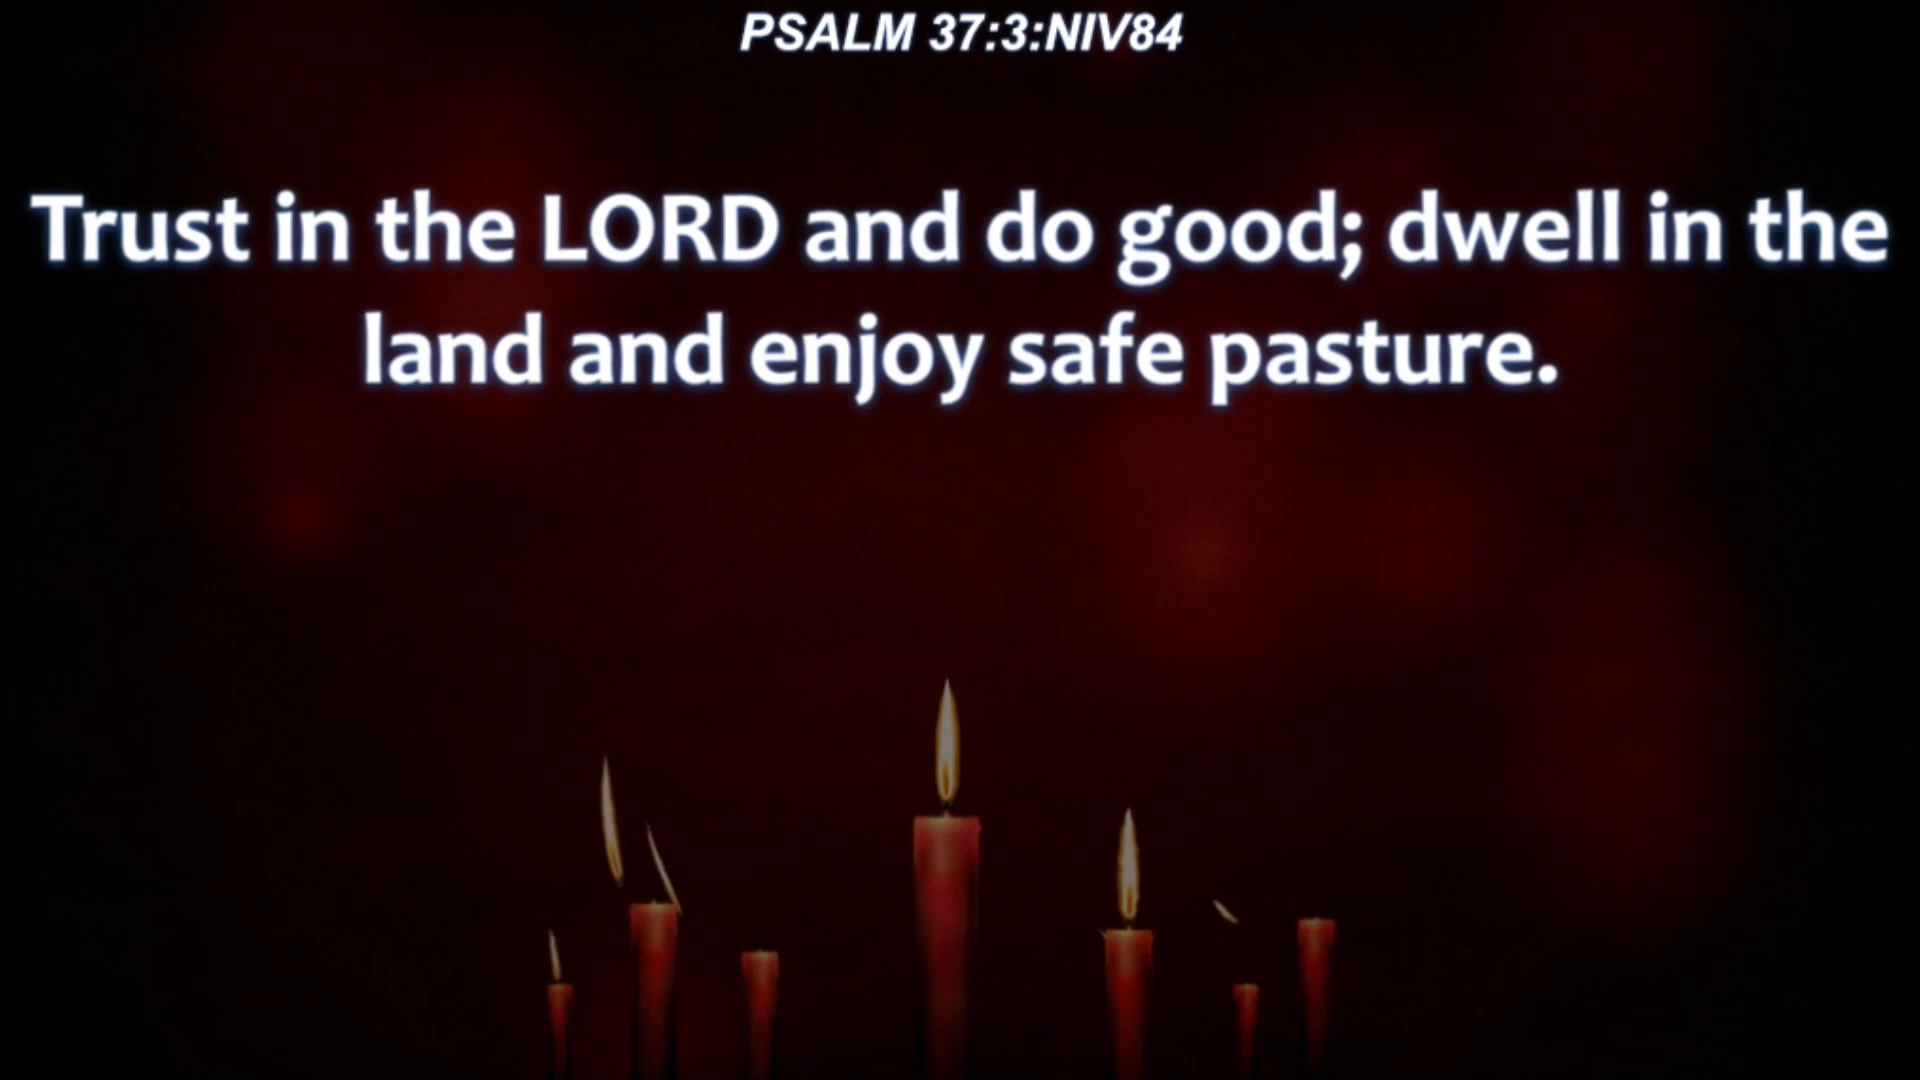 PSALM 37:3:NIV84
Trust in the LORD and do good; dwell in the
land and enjoy safe pasture.